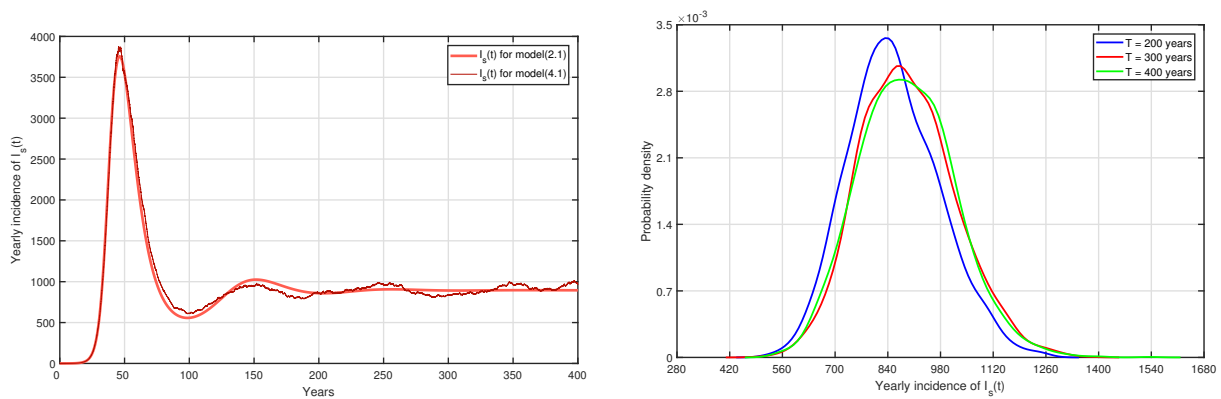 4000
3500
3000
2500
2000
1500
1000
500
0
Yearly incidence of I_s(t)
0 50 100 150 200 250 300 350 400
Years
I_s(t) for model(2.1)
I_s(t) for model(4.1)
×10^-3
3.5
2.8
2.1
1.4
0.7
0
Probability density
280 420 560 700 840 980 1120 1260 1400 1540 1680
Yearly incidence of I_s(t)
T = 200 years
T = 300 years
T = 400 years